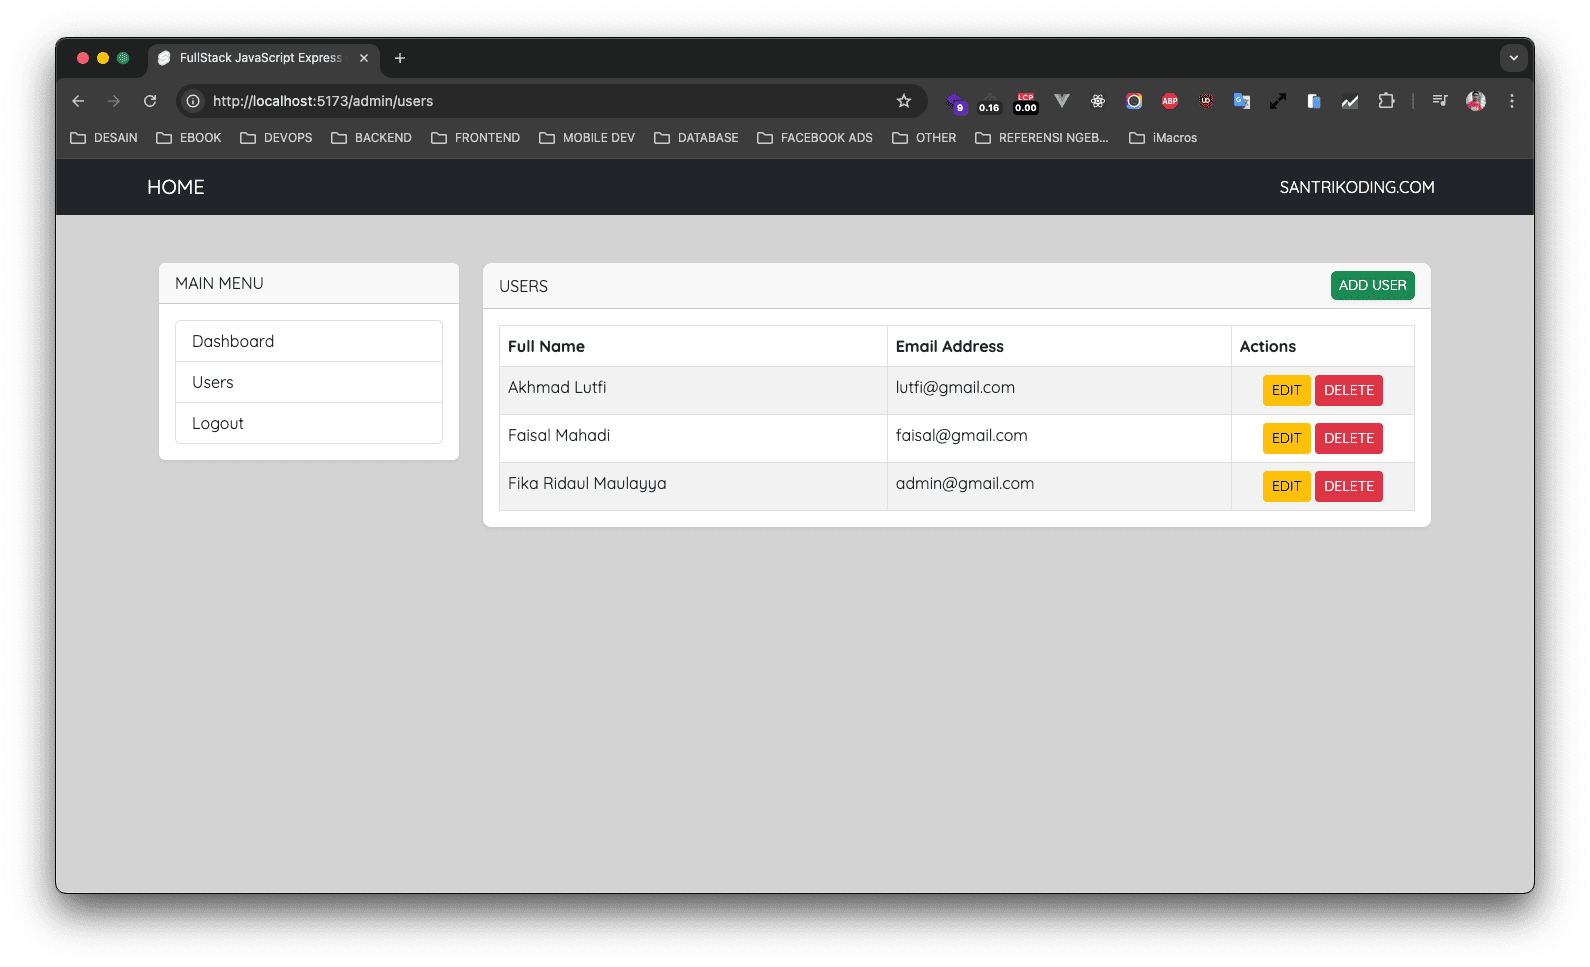 FullStack JavaScript Express
http://localhost:5173/admin/users
9
0.16
LCP
0.00
ABP
DESAIN EBOOK DEVOPS BACKEND FRONTEND MOBILE DEV DATABASE FACEBOOK ADS OTHER REFERENSI NGEB... iMacros
HOME SANTRIKODING.COM
MAIN MENU
Dashboard
Users
Logout
USERS ADD USER
Full Name Email Address Actions
Akhmad Lutfi lutfi@gmail.com EDIT DELETE
Faisal Mahadi faisal@gmail.com EDIT DELETE
Fika Ridaul Maulayya admin@gmail.com EDIT DELETE